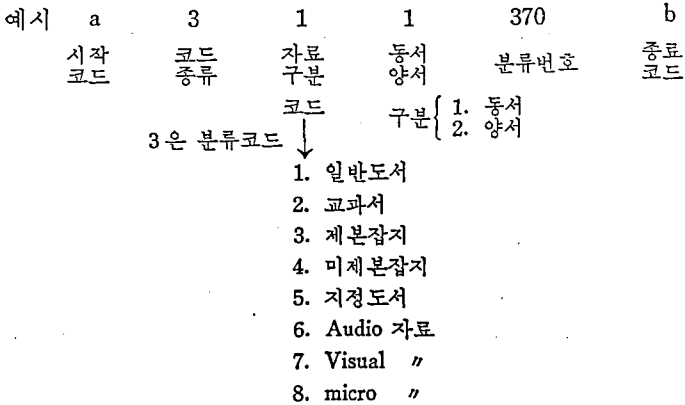 예시 a 3 1 1 370 b
시작 코드 자료 동서 분류번호 종료
코드 종류 구분 양서 코드
코드 구분{ 1. 동서
2. 양서
3은 분류코드 ↓
1. 일반도서
2. 교과서
3. 제본잡지
4. 미제본잡지
5. 지정도서
6. Audio 자료
7. Visual 〃
8. micro 〃